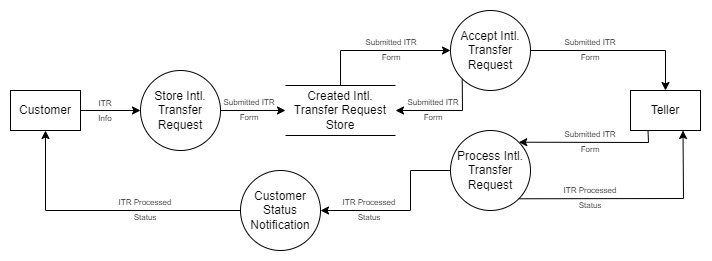 Accept Intl.
Transfer
Request
Submitted ITR
Form
Submitted ITR
Form
Customer
ITR
Info
Store Intl.
Transfer
Request
Submitted ITR
Form
Created Intl.
Transfer Request
Store
Submitted ITR
Form
Teller
Submitted ITR
Form
Process Intl.
Transfer
Request
ITR Processed
Status
Customer
Status
Notification
ITR Processed
Status
ITR Processed
Status